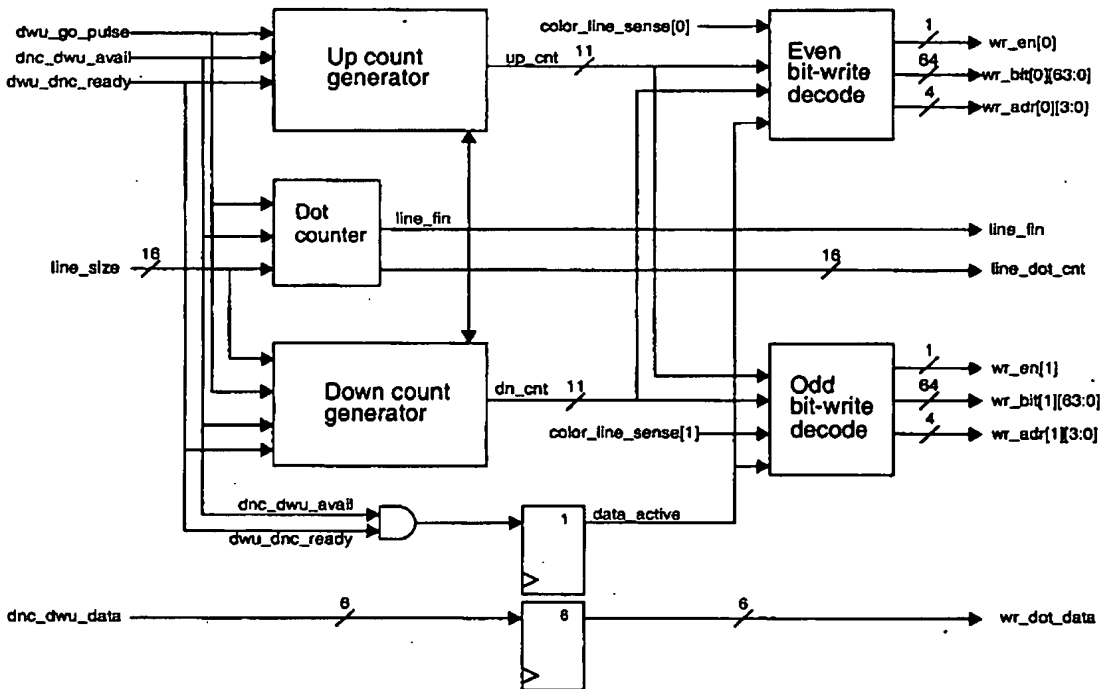 dwu_go_pulse
dnc_dwu_avail
dwu_dnc_ready
Up count
generator
up_cnt
11
color_line_sense[0]
Even
bit-write
decode
1
wr_en[0]
64
wr_bit[0][63:0]
4
wr_adr[0][3:0]
line_size
16
Dot
counter
line_fin
line_fin
16
line_dot_cnt
Down count
generator
dn_cnt
11
color_line_sense[1]
Odd
bit-write
decode
1
wr_en[1]
64
wr_bit[1][63:0]
4
wr_adr[1][3:0]
dnc_dwu_avail
dwu_dnc_ready
1
data_active
dnc_dwu_data
6
6
6
wr_dot_data